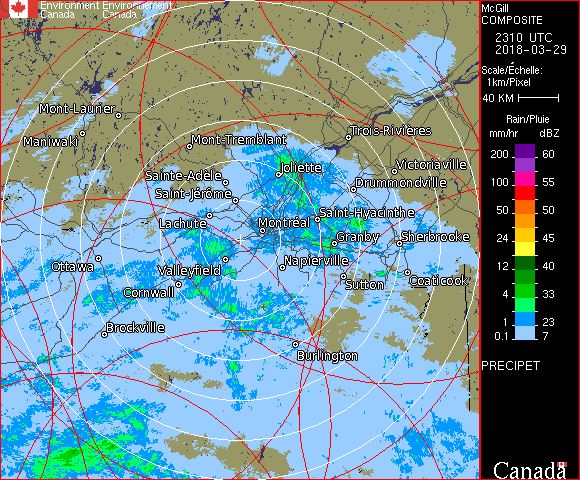 Environment Environnement
Canada Canada
McGill
COMPOSITE
2310 UTC
2018-03-29
Scale/Échelle:
1km/Pixel
40 KM
Rain/Pluie
mm/hr dBZ
200 60
100 55
50 50
24 45
12 40
4 33
1 23
0.1 7
PRECIPET
Canada
Mont-Laurier
Maniwaki
Mont-Tremblant
Trois-Rivières
Joliette
Victoriaville
Sainte-Adèle
Drummondville
Saint-Jérôme
Saint-Hyacinthe
Lachute
Montréal
Granby
Sherbrooke
Ottawa
Valleyfield
Napierville
Sutton
Coaticook
Cornwall
Brockville
Burlington